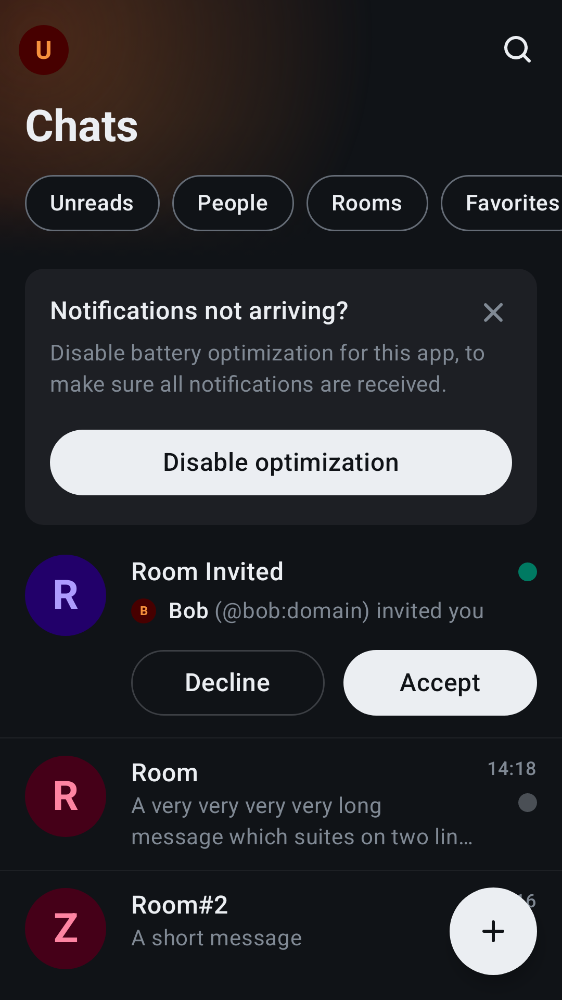 U
Chats
Unreads People Rooms Favorites
Notifications not arriving?
Disable battery optimization for this app, to
make sure all notifications are received.
Disable optimization
R
Room Invited
B Bob (@bob:domain) invited you
Decline Accept
R
Room 14:18
A very very very very long
message which suites on two lin…
Z
Room#2
A short message